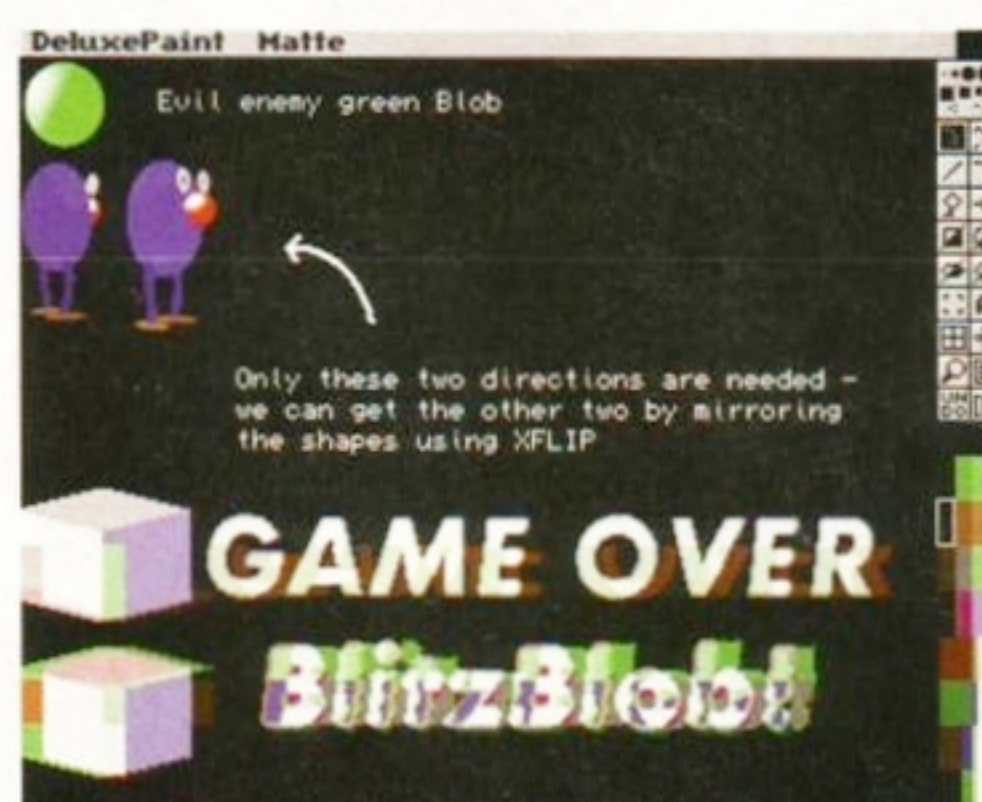 DeluxePaint Matte
Evil enemy green Blob
Only these two directions are needed -
we can get the other two by mirroring
the shapes using XFLIP
GAME OVER
BlitzBlob!
UNDO